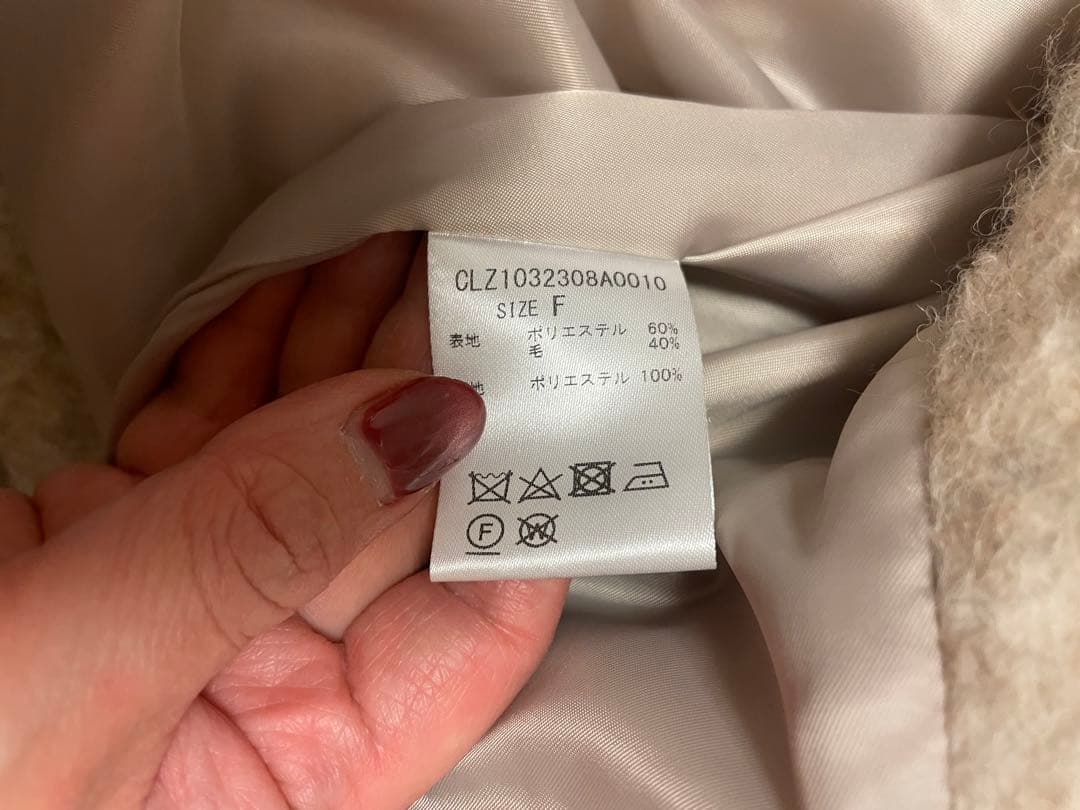 CLZ1032308A0010
SIZE F
表地 ポリエステル 60%
毛 40%
地 ポリエステル 100%
F
W